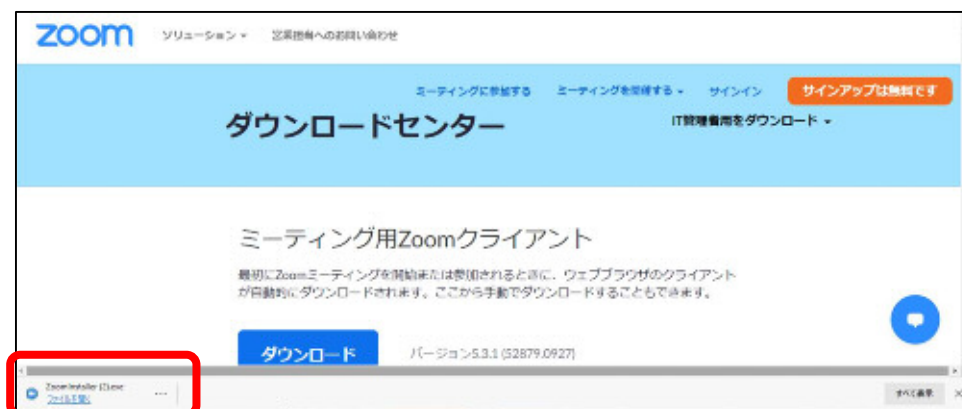 zoom
ソリューション
営業担当へのお問い合わせ
ミーティングに参加する
ミーティングを開催する
サインイン
サインアップは無料です
ダウンロードセンター
IT管理者用をダウンロード
ミーティング用Zoomクライアント
最初にZoomミーティングを開始または参加されるときに、ウェブブラウザのクライアント
が自動的にダウンロードされます。ここから手動でダウンロードすることもできます。
ダウンロード
バージョン5.3.1 (52879.0927)
ZoomInstaller (2).exe
ファイルを開く
すべて表示